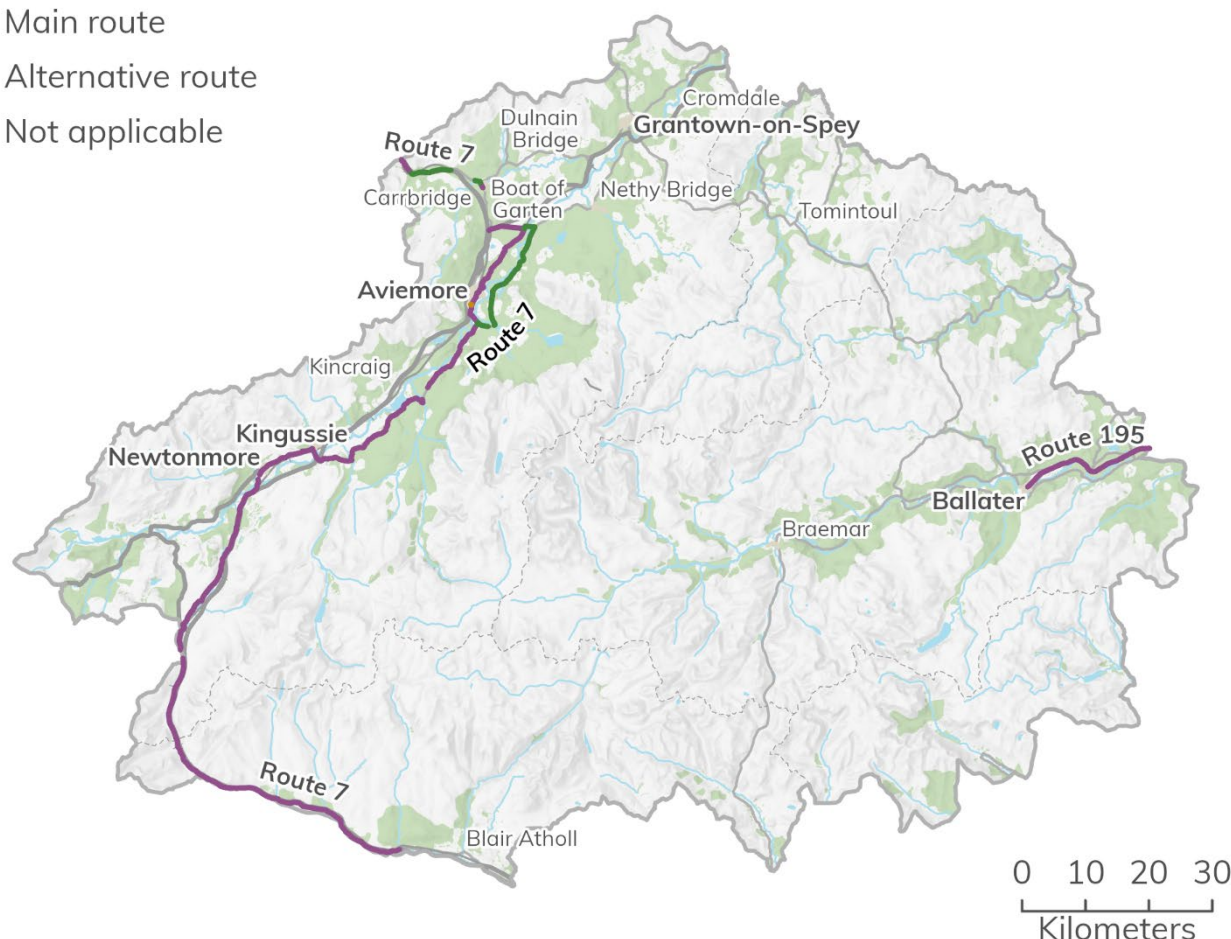 Main route
Alternative route
Not applicable
Cromdale
Dulnain
Bridge
Grantown-on-Spey
Route 7
Carrbridge
Boat of
Garten
Nethy Bridge
Tomintoul
Aviemore
Route 7
Kincraig
Kingussie
Newtonmore
Route 195
Ballater
Braemar
Route 7
Blair Atholl
0 10 20 30
Kilometers